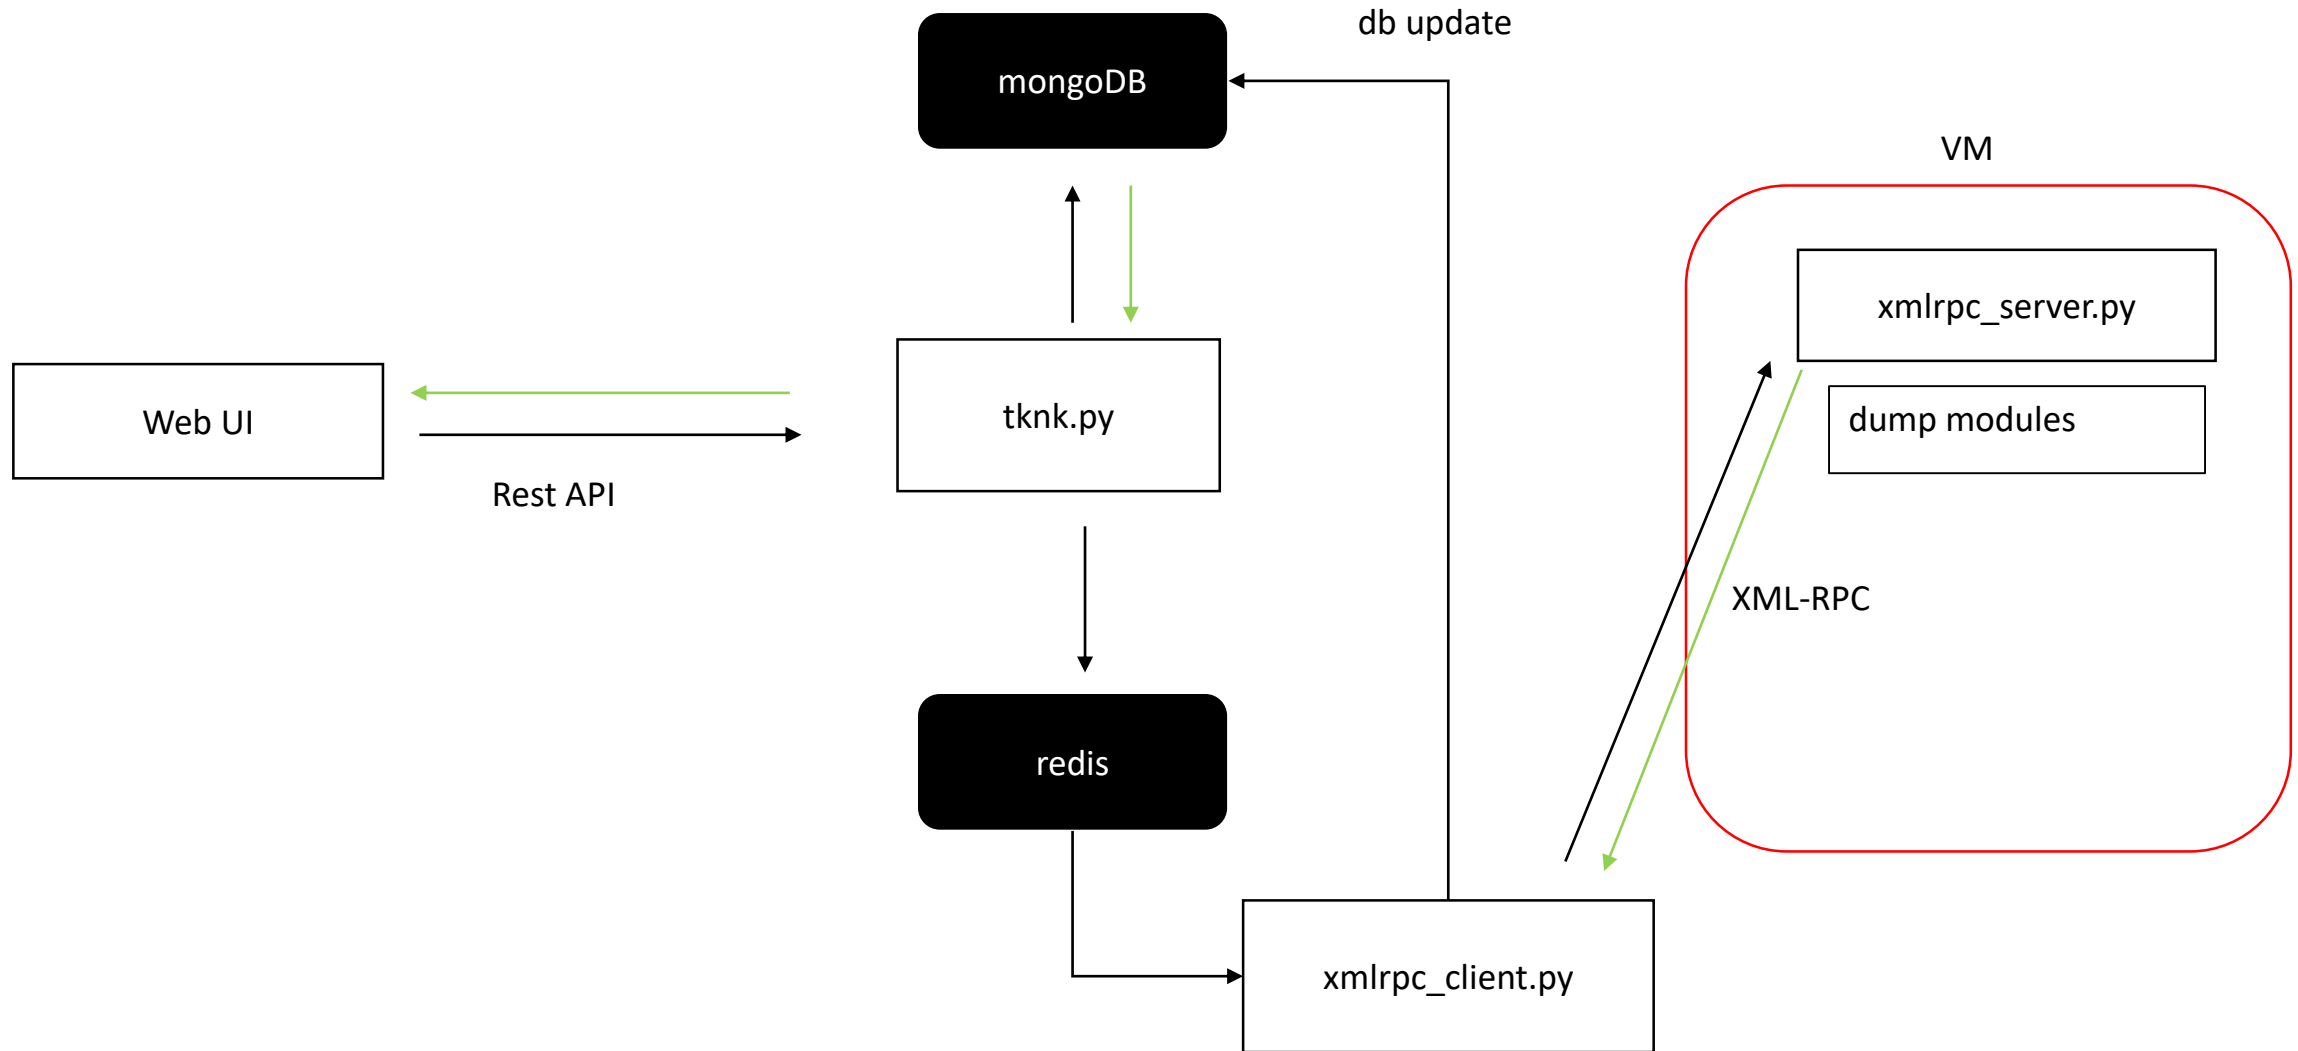 db update
mongoDB
VM
xmlrpc_server.py
dump modules
Web UI
tknk.py
Rest API
XML-RPC
redis
xmlrpc_client.py